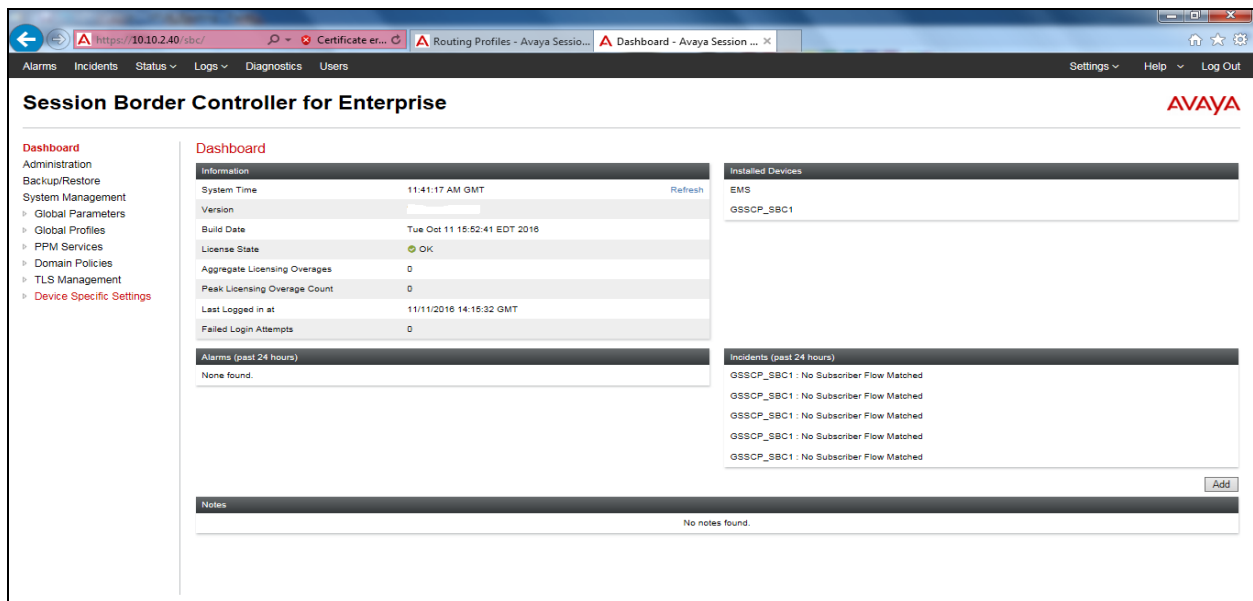 https://10.10.2.40/sbc/
Certificate er...
Routing Profiles - Avaya Sessio...
Dashboard - Avaya Session ...
Alarms Incidents Status Logs Diagnostics Users Settings Help Log Out
Session Border Controller for Enterprise
AVAYA
Dashboard
Administration
Backup/Restore
System Management
Global Parameters
Global Profiles
PPM Services
Domain Policies
TLS Management
Device Specific Settings
Dashboard
Information
System Time 11:41:17 AM GMT Refresh
Version
Build Date Tue Oct 11 15:52:41 EDT 2016
License State OK
Aggregate Licensing Overages 0
Peak Licensing Overage Count 0
Last Logged in at 11/11/2016 14:15:32 GMT
Failed Login Attempts 0
Installed Devices
EMS
GSSCP_SBC1
Alarms (past 24 hours)
None found.
Incidents (past 24 hours)
GSSCP_SBC1 : No Subscriber Flow Matched
GSSCP_SBC1 : No Subscriber Flow Matched
GSSCP_SBC1 : No Subscriber Flow Matched
GSSCP_SBC1 : No Subscriber Flow Matched
GSSCP_SBC1 : No Subscriber Flow Matched
Add
Notes
No notes found.